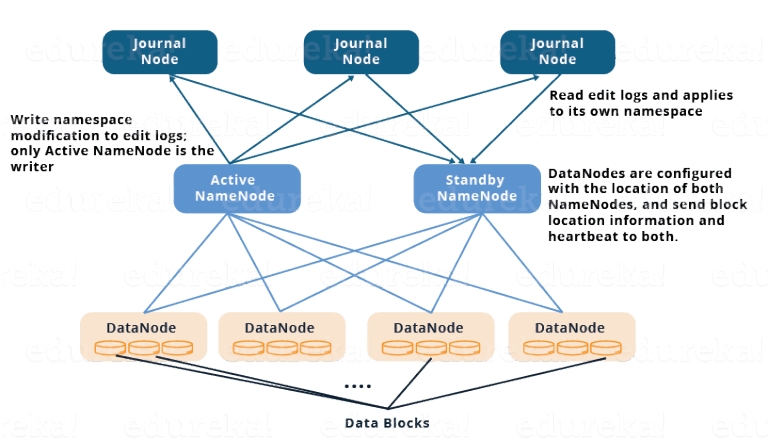 Journal
Node
Journal
Node
Journal
Node
Read edit logs and applies
to its own namespace
Write namespace
modification to edit logs;
only Active NameNode is the
writer
Active
NameNode
Standby
NameNode
DataNodes are configured
with the location of both
NameNodes, and send block
location information and
heartbeat to both.
DataNode
DataNode
DataNode
DataNode
....
Data Blocks
edureka!